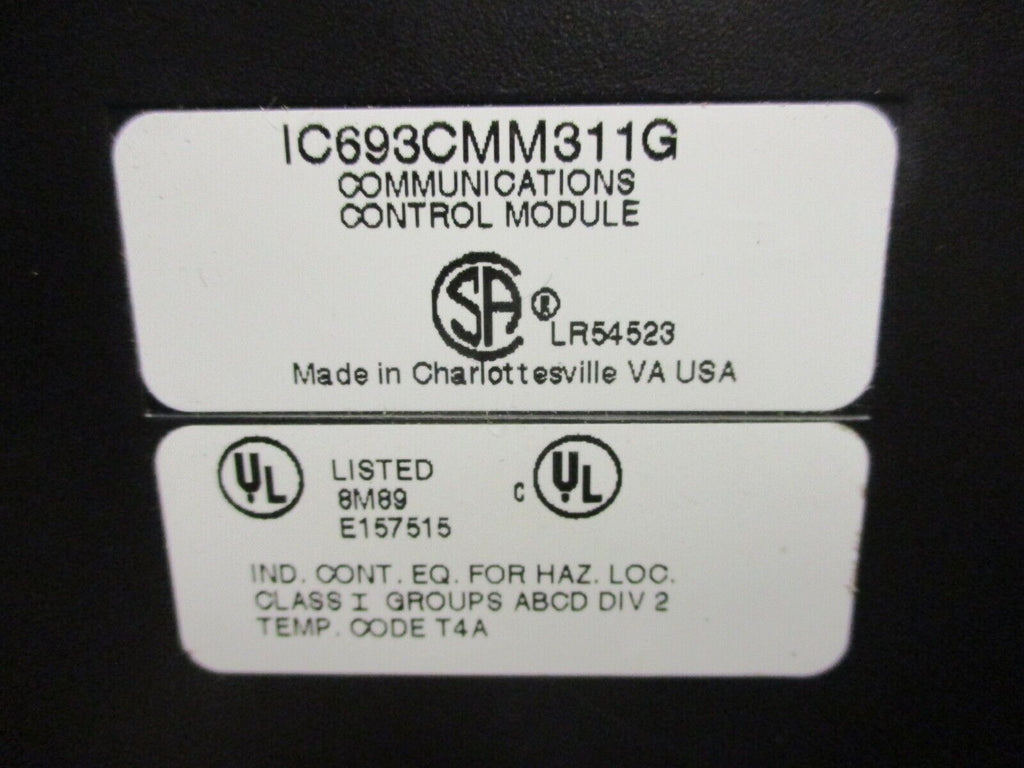 IC693CMM311G
COMMUNICATIONS
CONTROL MODULE
SA ®
LR54523
Made in Charlottesville VA USA
UL LISTED C UL
8M89
E157515
IND. CONT. EQ. FOR HAZ. LOC.
CLASS I GROUPS ABCD DIV 2
TEMP. CODE T4A